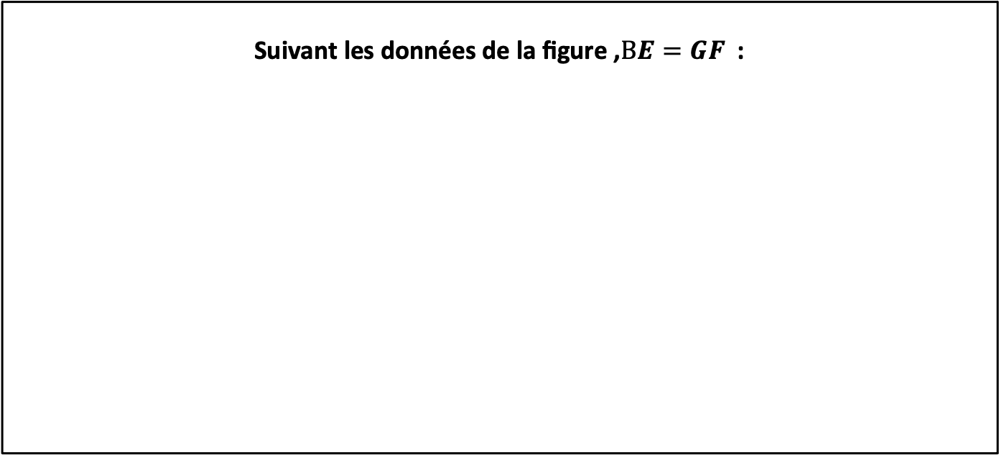 Suivant les données de la figure ,BE = GF :